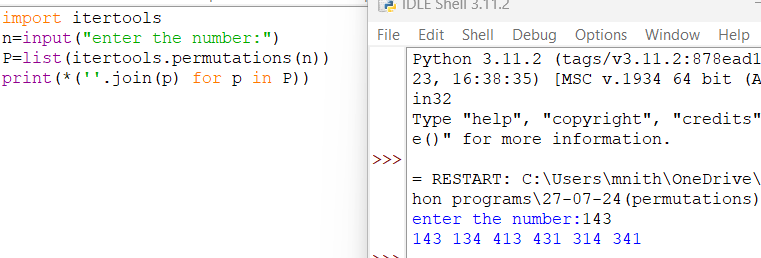 import itertools
n=input("enter the number:")
P=list(itertools.permutations(n))
print(*(''.join(p) for p in P))
IDLE Shell 3.11.2
File Edit Shell Debug Options Window Help
Python 3.11.2 (tags/v3.11.2:878ead1
23, 16:38:35) [MSC v.1934 64 bit (A
in32
Type "help", "copyright", "credits"
e()" for more information.
>>>
= RESTART: C:\Users\mnith\OneDrive\
hon programs\27-07-24(permutations)
enter the number:143
143 134 413 431 314 341
>>>